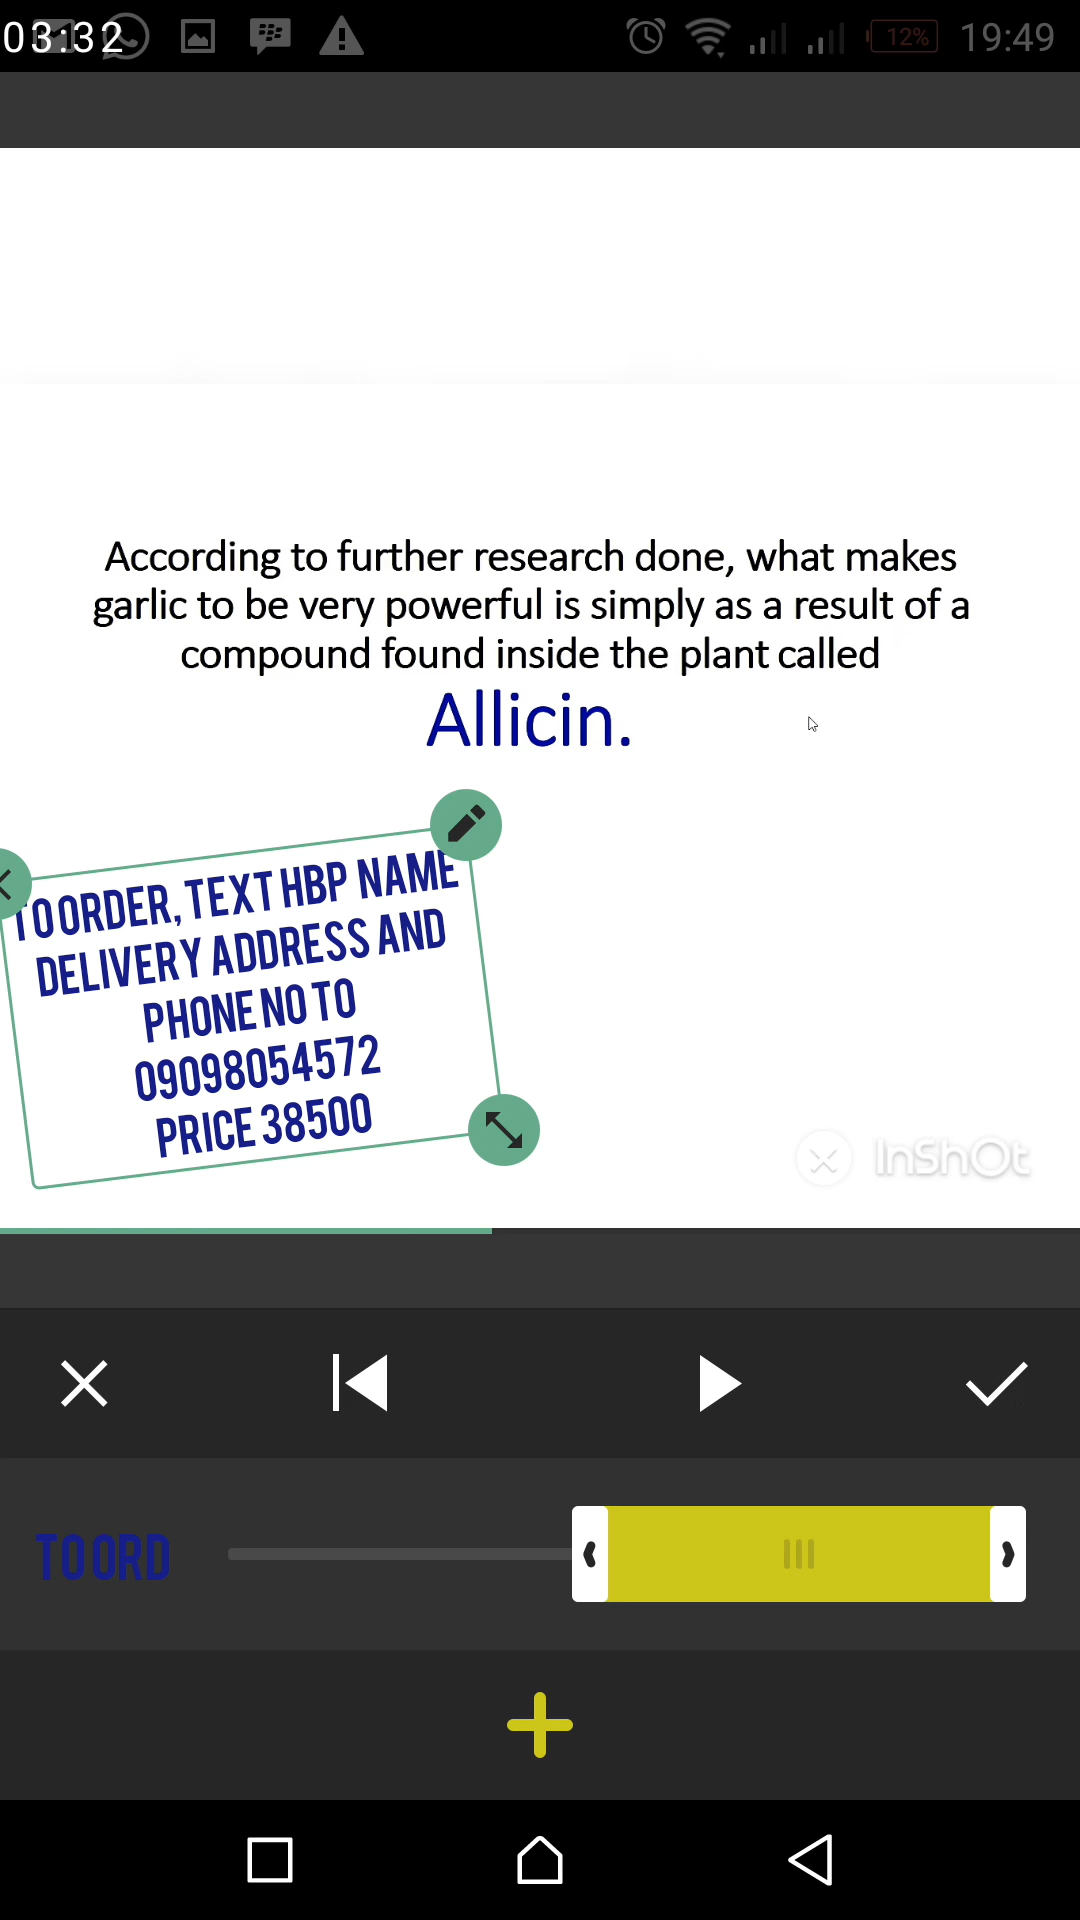 03:32
12%
19:49
According to further research done, what makes
garlic to be very powerful is simply as a result of a
compound found inside the plant called
Allicin.
TO ORDER, TEXT HBP NAME
DELIVERY ADDRESS AND
PHONE NO TO
09098054572
PRICE 38500
InShOt
TO ORD